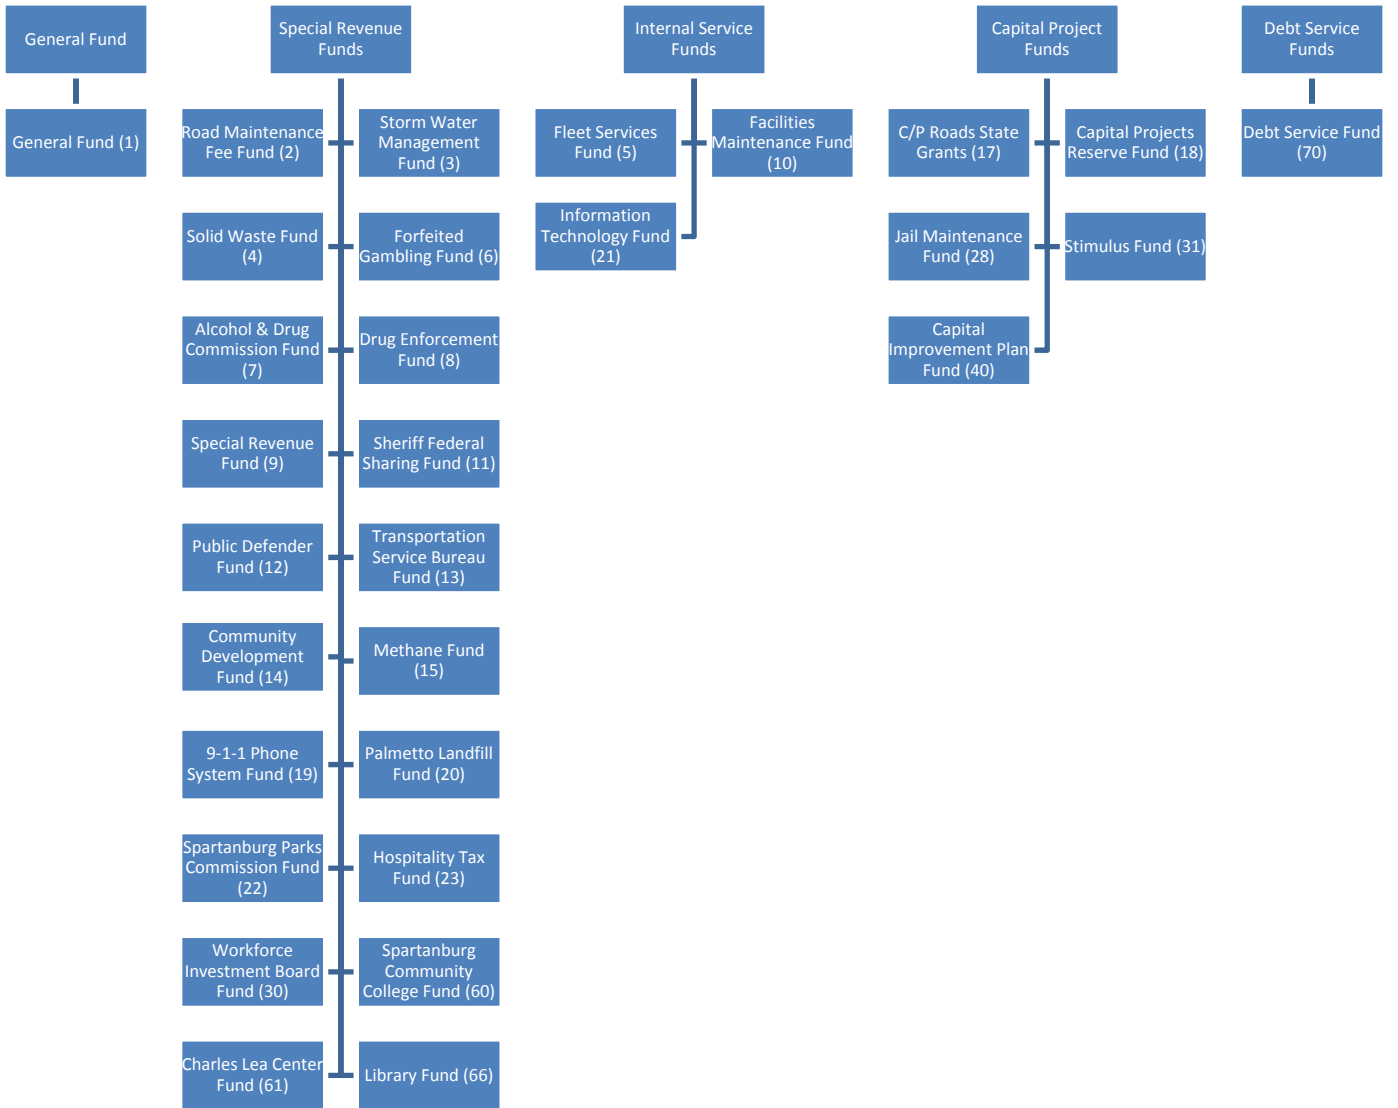 General Fund
Special Revenue
Funds
Internal Service
Funds
Capital Project
Funds
Debt Service
Funds
General Fund (1)
Road Maintenance
Fee Fund (2)
Storm Water
Management
Fund (3)
Solid Waste Fund
(4)
Forfeited
Gambling Fund (6)
Alcohol & Drug
Commission Fund
(7)
Drug Enforcement
Fund (8)
Special Revenue
Fund (9)
Sheriff Federal
Sharing Fund (11)
Public Defender
Fund (12)
Transportation
Service Bureau
Fund (13)
Community
Development
Fund (14)
Methane Fund
(15)
9-1-1 Phone
System Fund (19)
Palmetto Landfill
Fund (20)
Spartanburg Parks
Commission Fund
(22)
Hospitality Tax
Fund (23)
Workforce
Investment Board
Fund (30)
Spartanburg
Community
College Fund (60)
Charles Lea Center
Fund (61)
Library Fund (66)
Fleet Services
Fund (5)
Facilities
Maintenance Fund
(10)
Information
Technology Fund
(21)
C/P Roads State
Grants (17)
Capital Projects
Reserve Fund (18)
Jail Maintenance
Fund (28)
Stimulus Fund (31)
Capital
Improvement Plan
Fund (40)
Debt Service Fund
(70)